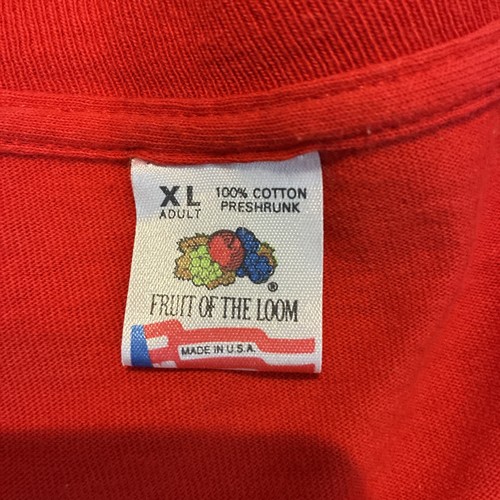 XL 100% COTTON
ADULT PRESHRUNK
®
FRUIT OF THE LOOM
MADE IN U.S.A.